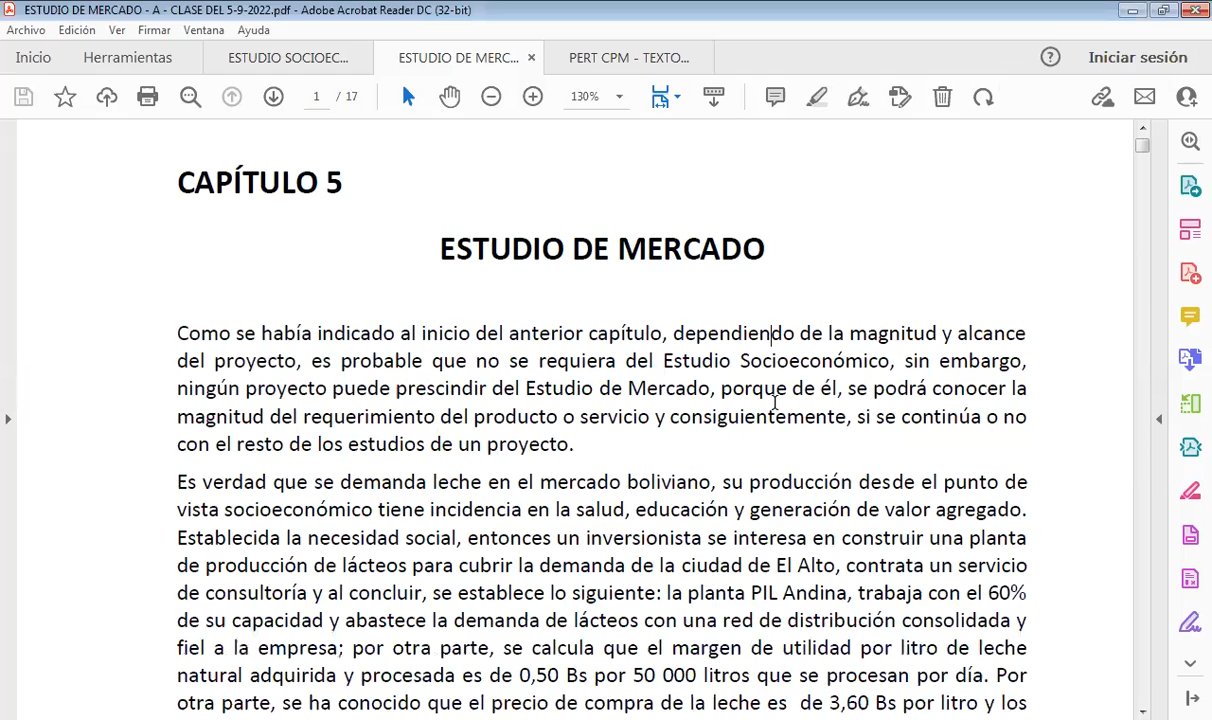 ESTUDIO DE MERCADO - A - CLASE DEL 5-9-2022.pdf - Adobe Acrobat Reader DC (32-bit)
Archivo Edición Ver Firmar Ventana Ayuda
Inicio Herramientas ESTUDIO SOCIOEC... ESTUDIO DE MERC... × PERT CPM - TEXTO... Iniciar sesión
1 / 17 130%
CAPÍTULO 5
ESTUDIO DE MERCADO
Como se había indicado al inicio del anterior capítulo, dependiendo de la magnitud y alcance
del proyecto, es probable que no se requiera del Estudio Socioeconómico, sin embargo,
ningún proyecto puede prescindir del Estudio de Mercado, porque de él, se podrá conocer la
magnitud del requerimiento del producto o servicio y consiguientemente, si se continúa o no
con el resto de los estudios de un proyecto.
Es verdad que se demanda leche en el mercado boliviano, su producción desde el punto de
vista socioeconómico tiene incidencia en la salud, educación y generación de valor agregado.
Establecida la necesidad social, entonces un inversionista se interesa en construir una planta
de producción de lácteos para cubrir la demanda de la ciudad de El Alto, contrata un servicio
de consultoría y al concluir, se establece lo siguiente: la planta PIL Andina, trabaja con el 60%
de su capacidad y abastece la demanda de lácteos con una red de distribución consolidada y
fiel a la empresa; por otra parte, se calcula que el margen de utilidad por litro de leche
natural adquirida y procesada es de 0,50 Bs por 50 000 litros que se procesan por día. Por
otra parte, se ha conocido que el precio de compra de la leche es de 3,60 Bs por litro y los